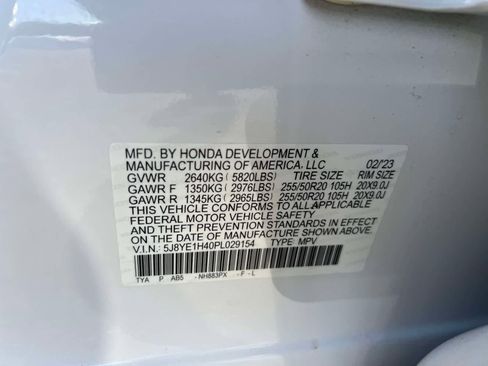 MFD. BY HONDA DEVELOPMENT &
MANUFACTURING OF AMERICA, LLC 02/'23
GVWR 2640KG (5820LBS) TIRE SIZE RIM SIZE
GAWR F 1350KG (2976LBS) 255/50R20 105H 20X9.0J
GAWR R 1345KG (2965LBS) 255/50R20 105H 20X9.0J
THIS VEHICLE CONFORMS TO ALL APPLICABLE
FEDERAL MOTOR VEHICLE SAFETY
AND THEFT PREVENTION STANDARDS IN
EFFECT ON THE DATE OF MANUFACTURE
V.I.N.: 5J8YE1H40PL029154 TYPE: MPV
TYA P AB5 -NH883PX -F-L